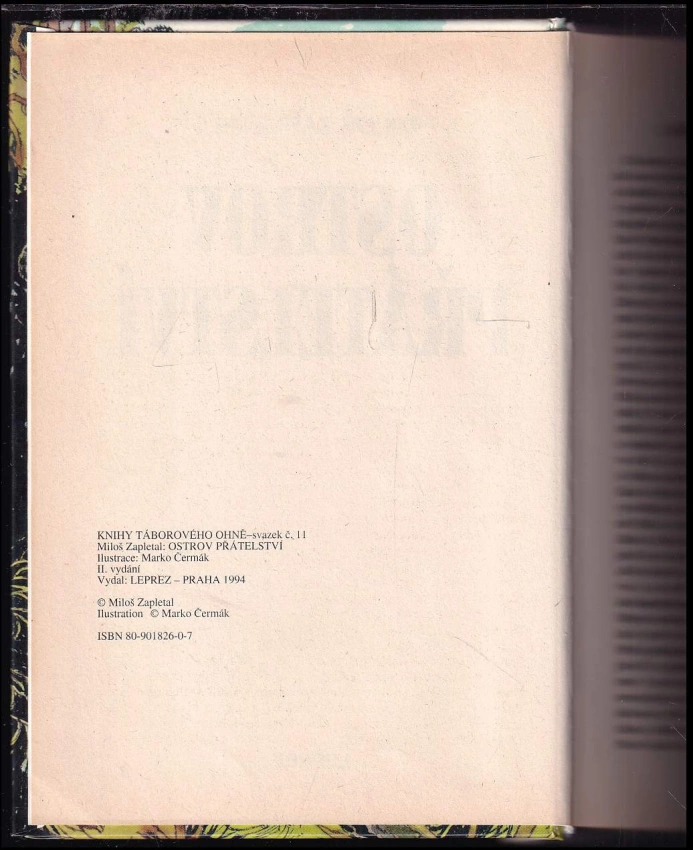 KNIHY TÁBOROVÉHO OHNĚ–svazek č. 11
Miloš Zapletal: OSTROV PŘÁTELSTVÍ
Ilustrace: Marko Čermák
II. vydání
Vydal: LEPREZ – PRAHA 1994
© Miloš Zapletal
Ilustration © Marko Čermák
ISBN 80-901826-0-7